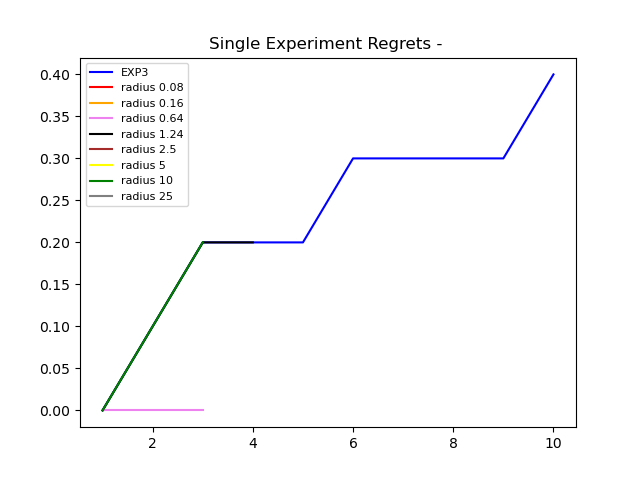 Single Experiment Regrets -
EXP3
radius 0.08
radius 0.16
radius 0.64
radius 1.24
radius 2.5
radius 5
radius 10
radius 25
0.40
0.35
0.30
0.25
0.20
0.15
0.10
0.05
0.00
2 4 6 8 10